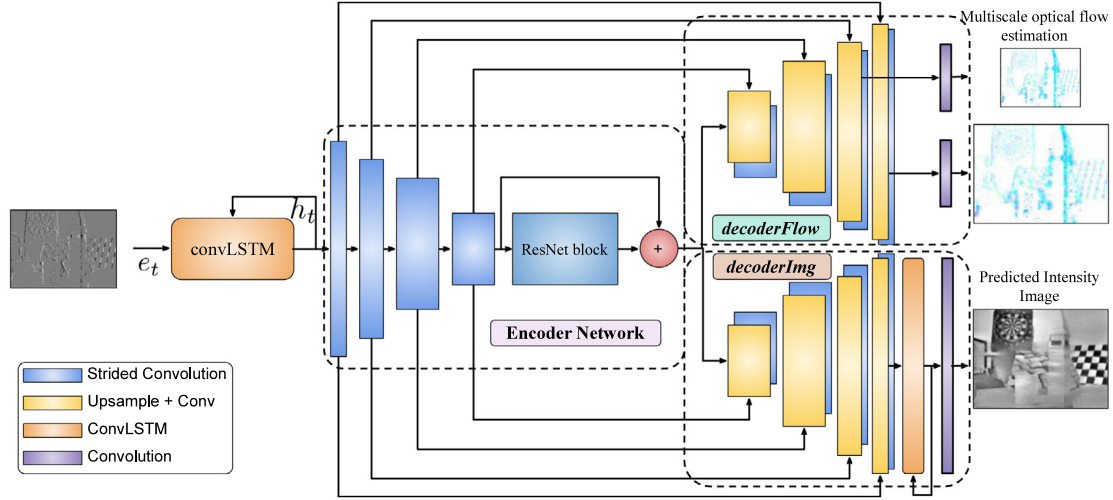 Multiscale optical flow
estimation
h_t
e_t
convLSTM
ResNet block
+
decoderFlow
decoderImg
Encoder Network
Predicted Intensity
Image
Strided Convolution
Upsample + Conv
ConvLSTM
Convolution